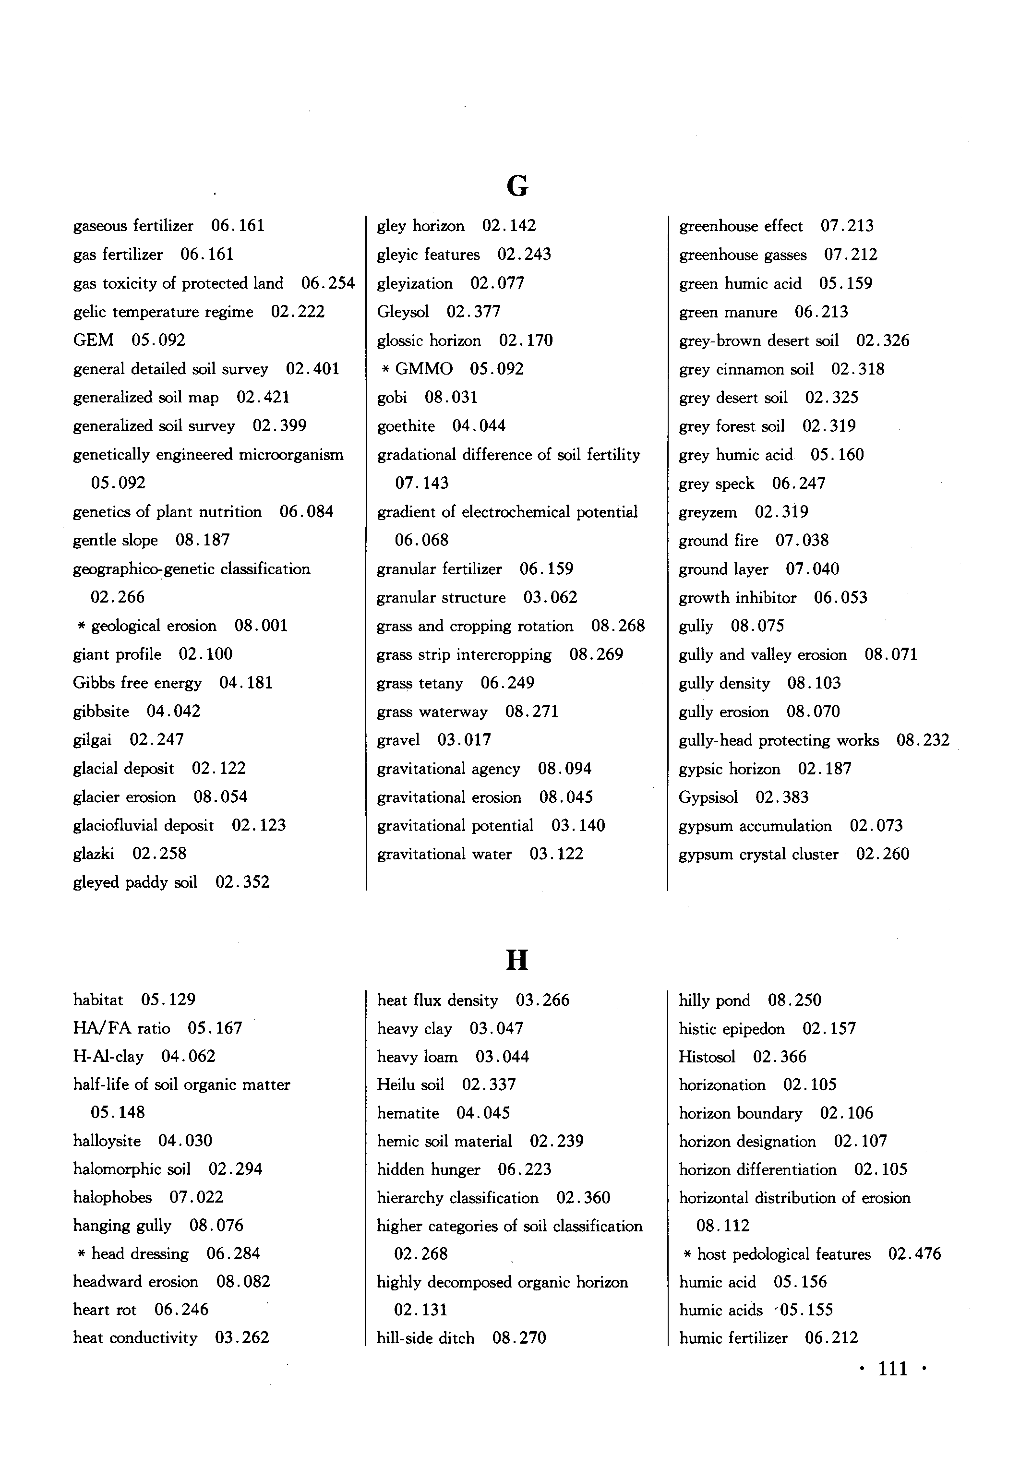 G
gaseous fertilizer 06.161
gas fertilizer 06.161
gas toxicity of protected land 06.254
gelic temperature regime 02.222
GEM 05.092
general detailed soil survey 02.401
generalized soil map 02.421
generalized soil survey 02.399
genetically engineered microorganism
05.092
genetics of plant nutrition 06.084
gentle slope 08.187
geographico-genetic classification
02.266
* geological erosion 08.001
giant profile 02.100
Gibbs free energy 04.181
gibbsite 04.042
gilgai 02.247
glacial deposit 02.122
glacier erosion 08.054
glaciofluvial deposit 02.123
glazki 02.258
gleyed paddy soil 02.352
gley horizon 02.142
gleyic features 02.243
gleyization 02.077
Gleysol 02.377
glossic horizon 02.170
* GMMO 05.092
gobi 08.031
goethite 04.044
gradational difference of soil fertility
07.143
gradient of electrochemical potential
06.068
granular fertilizer 06.159
granular structure 03.062
grass and cropping rotation 08.268
grass strip intercropping 08.269
grass tetany 06.249
grass waterway 08.271
gravel 03.017
gravitational agency 08.094
gravitational erosion 08.045
gravitational potential 03.140
gravitational water 03.122
greenhouse effect 07.213
greenhouse gasses 07.212
green humic acid 05.159
green manure 06.213
grey-brown desert soil 02.326
grey cinnamon soil 02.318
grey desert soil 02.325
grey forest soil 02.319
grey humic acid 05.160
grey speck 06.247
greyzem 02.319
ground fire 07.038
ground layer 07.040
growth inhibitor 06.053
gully 08.075
gully and valley erosion 08.071
gully density 08.103
gully erosion 08.070
gully-head protecting works 08.232
gypsic horizon 02.187
Gypsisol 02.383
gypsum accumulation 02.073
gypsum crystal cluster 02.260
H
habitat 05.129
HA/FA ratio 05.167
H-Al-clay 04.062
half-life of soil organic matter
05.148
halloysite 04.030
halomorphic soil 02.294
halophobes 07.022
hanging gully 08.076
* head dressing 06.284
headward erosion 08.082
heart rot 06.246
heat conductivity 03.262
heat flux density 03.266
heavy clay 03.047
heavy loam 03.044
Heilu soil 02.337
hematite 04.045
hemic soil material 02.239
hidden hunger 06.223
hierarchy classification 02.360
higher categories of soil classification
02.268
highly decomposed organic horizon
02.131
hill-side ditch 08.270
hilly pond 08.250
histic epipedon 02.157
Histosol 02.366
horizonation 02.105
horizon boundary 02.106
horizon designation 02.107
horizon differentiation 02.105
horizontal distribution of erosion
08.112
* host pedological features 02.476
humic acid 05.156
humic acids 05.155
humic fertilizer 06.212
· 111 ·